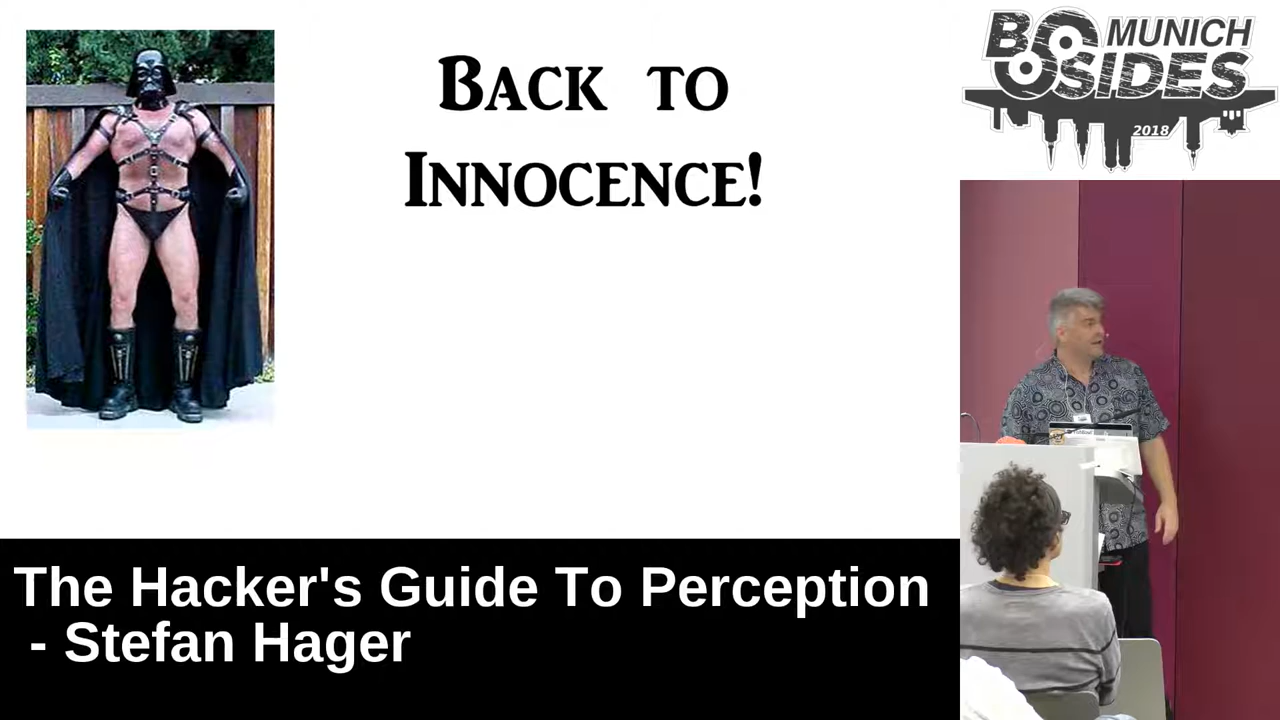 BACK TO
INNOCENCE!
BSIDES MUNICH
2018
The Hacker's Guide To Perception
- Stefan Hager